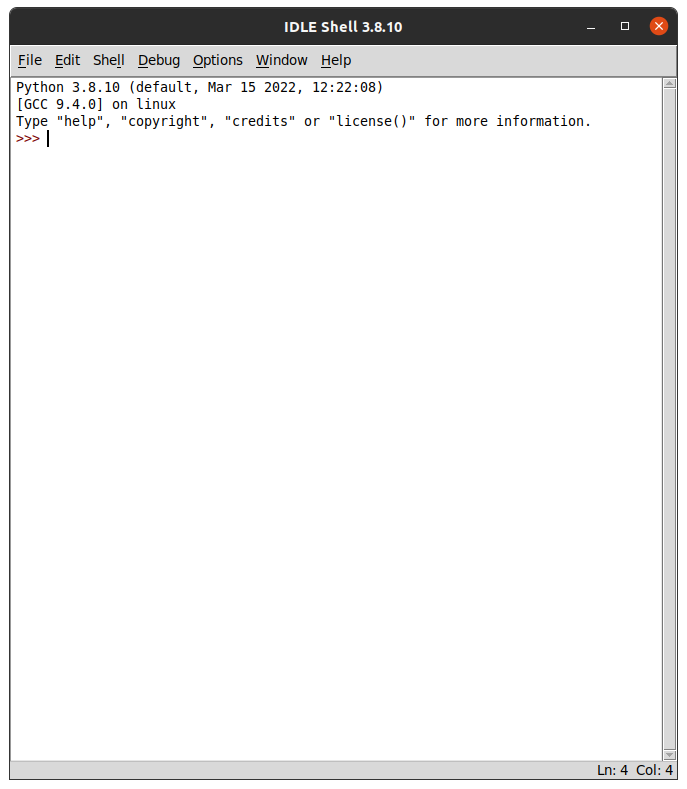 IDLE Shell 3.8.10
File Edit Shell Debug Options Window Help
Python 3.8.10 (default, Mar 15 2022, 12:22:08)
[GCC 9.4.0] on linux
Type "help", "copyright", "credits" or "license()" for more information.
>>>
Ln: 4 Col: 4